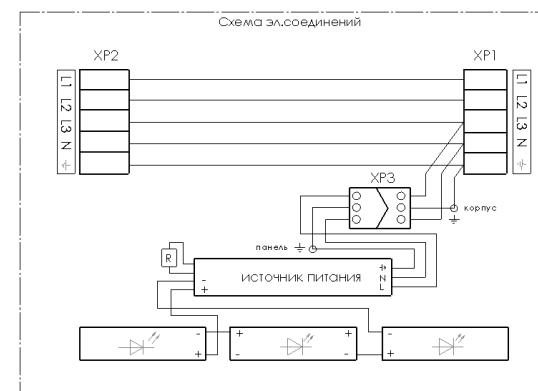 Схема эл.соединений
XP2
XP1
L1
L2
L3
N
L1
L2
L3
N
XP3
корпус
панель
R
-
+
источник питания
N
L
-
+
+
-
-
+
+
-